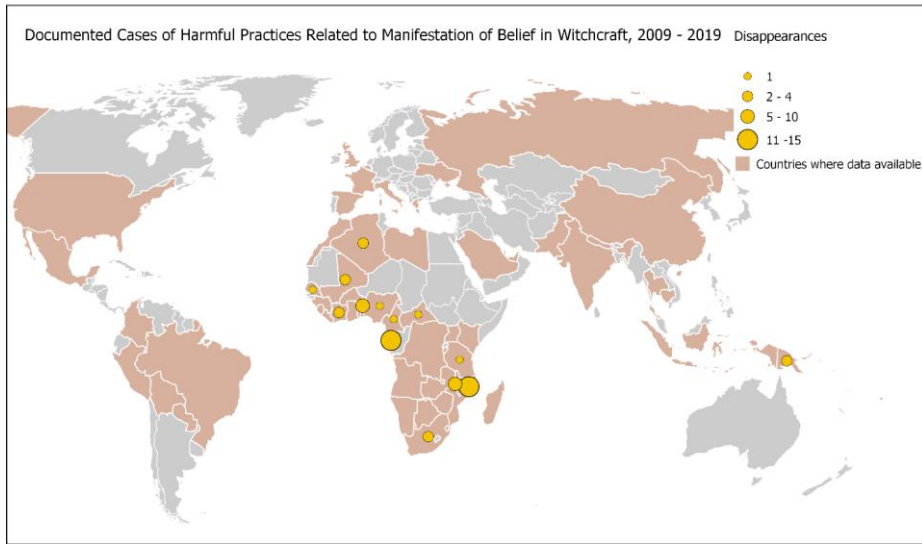 Documented Cases of Harmful Practices Related to Manifestation of Belief in Witchcraft, 2009 - 2019
Disappearances
1
2 - 4
5 - 10
11 -15
Countries where data available